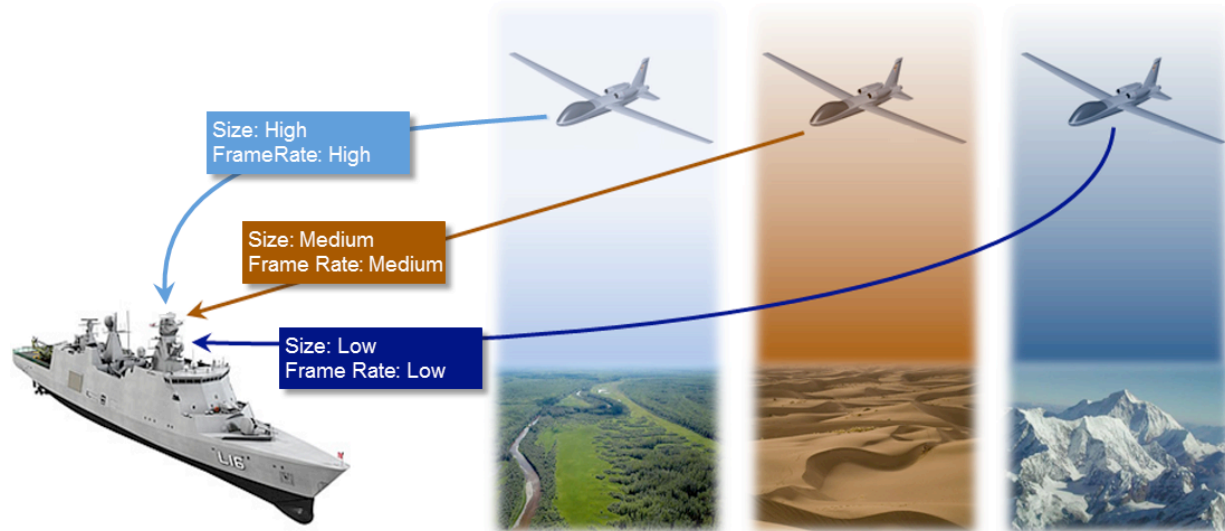 Size: High
FrameRate: High
Size: Medium
Frame Rate: Medium
Size: Low
Frame Rate: Low
L16